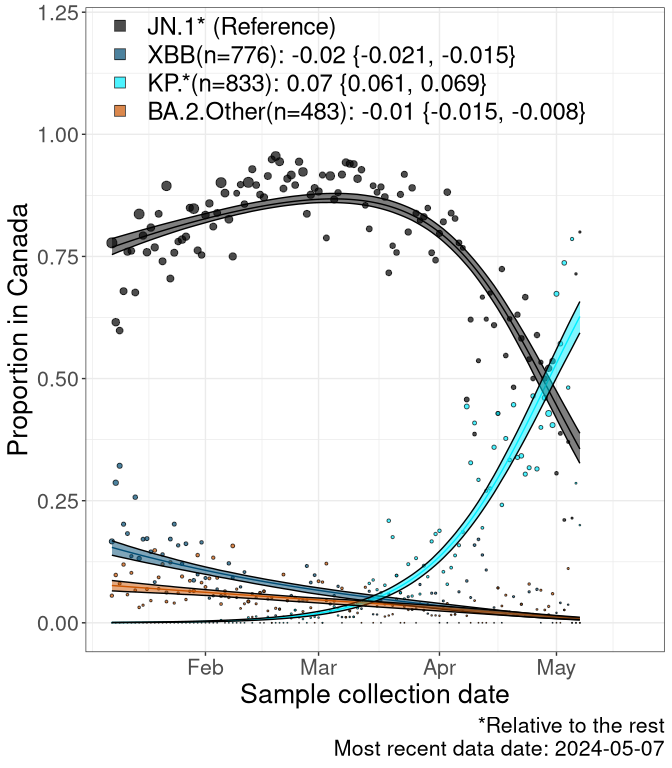 1.25
JN.1* (Reference)
XBB(n=776): -0.02 {-0.021, -0.015}
KP.*(n=833): 0.07 {0.061, 0.069}
BA.2.Other(n=483): -0.01 {-0.015, -0.008}
1.00
0.75
0.50
0.25
0.00
Proportion in Canada
Feb Mar Apr May
Sample collection date
*Relative to the rest
Most recent data date: 2024-05-07